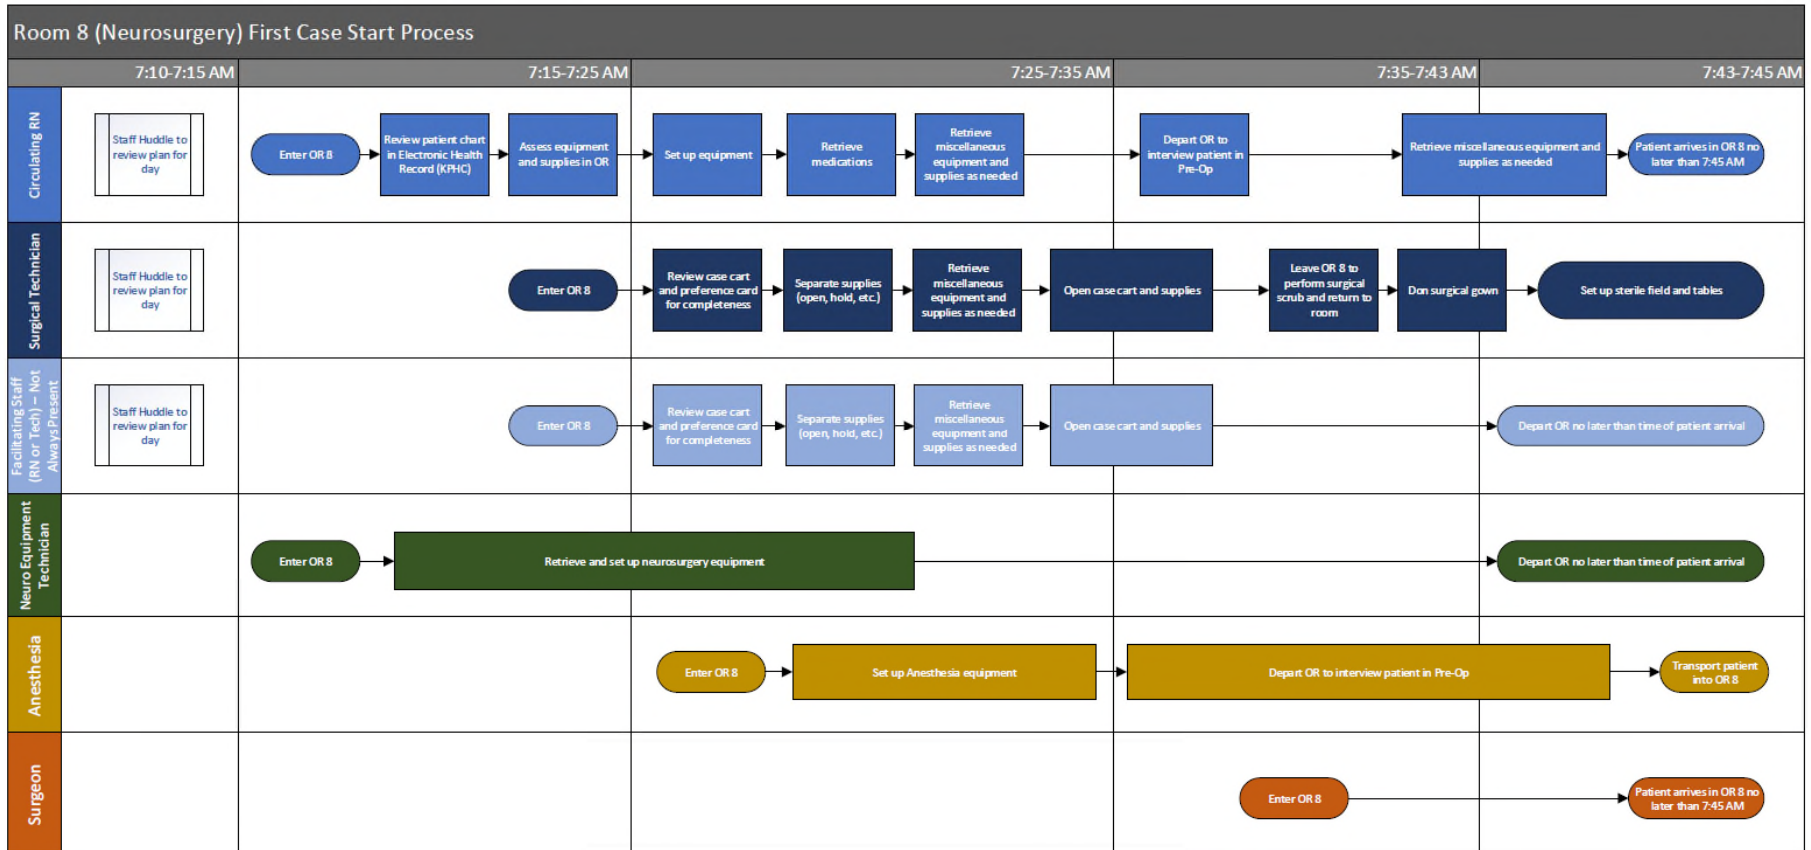 Room 8 (Neurosurgery) First Case Start Process
7:10-7:15 AM
7:15-7:25 AM
7:25-7:35 AM
7:35-7:43 AM
7:43-7:45 AM
Circulating RN
Staff Huddle to
review plan for
day
Enter OR 8
Review patient chart
in Electronic Health
Record (KPHC)
Assess equipment
and supplies in OR
Set up equipment
Retrieve
medications
Retrieve
miscellaneous
equipment and
supplies as needed
Depart OR to
interview patient in
Pre-Op
Retrieve miscellaneous equipment and
supplies as needed
Patient arrives in OR 8 no
later than 7:45 AM
Surgical Technician
Staff Huddle to
review plan for
day
Enter OR 8
Review case cart
and preference card
for completeness
Separate supplies
(open, hold, etc.)
Retrieve
miscellaneous
equipment and
supplies as needed
Open case cart and supplies
Leave OR 8 to
perform surgical
scrub and return to
room
Don surgical gown
Set up sterile field and tables
Facilitating Staff
(RN or Tech) – Not
Always Present
Staff Huddle to
review plan for
day
Enter OR 8
Review case cart
and preference card
for completeness
Separate supplies
(open, hold, etc.)
Retrieve
miscellaneous
equipment and
supplies as needed
Open case cart and supplies
Depart OR no later than time of patient arrival
Neuro Equipment
Technician
Enter OR 8
Retrieve and set up neurosurgery equipment
Depart OR no later than time of patient arrival
Anesthesia
Enter OR 8
Set up Anesthesia equipment
Depart OR to interview patient in Pre-Op
Transport patient
into OR 8
Surgeon
Enter OR 8
Patient arrives in OR 8 no
later than 7:45 AM